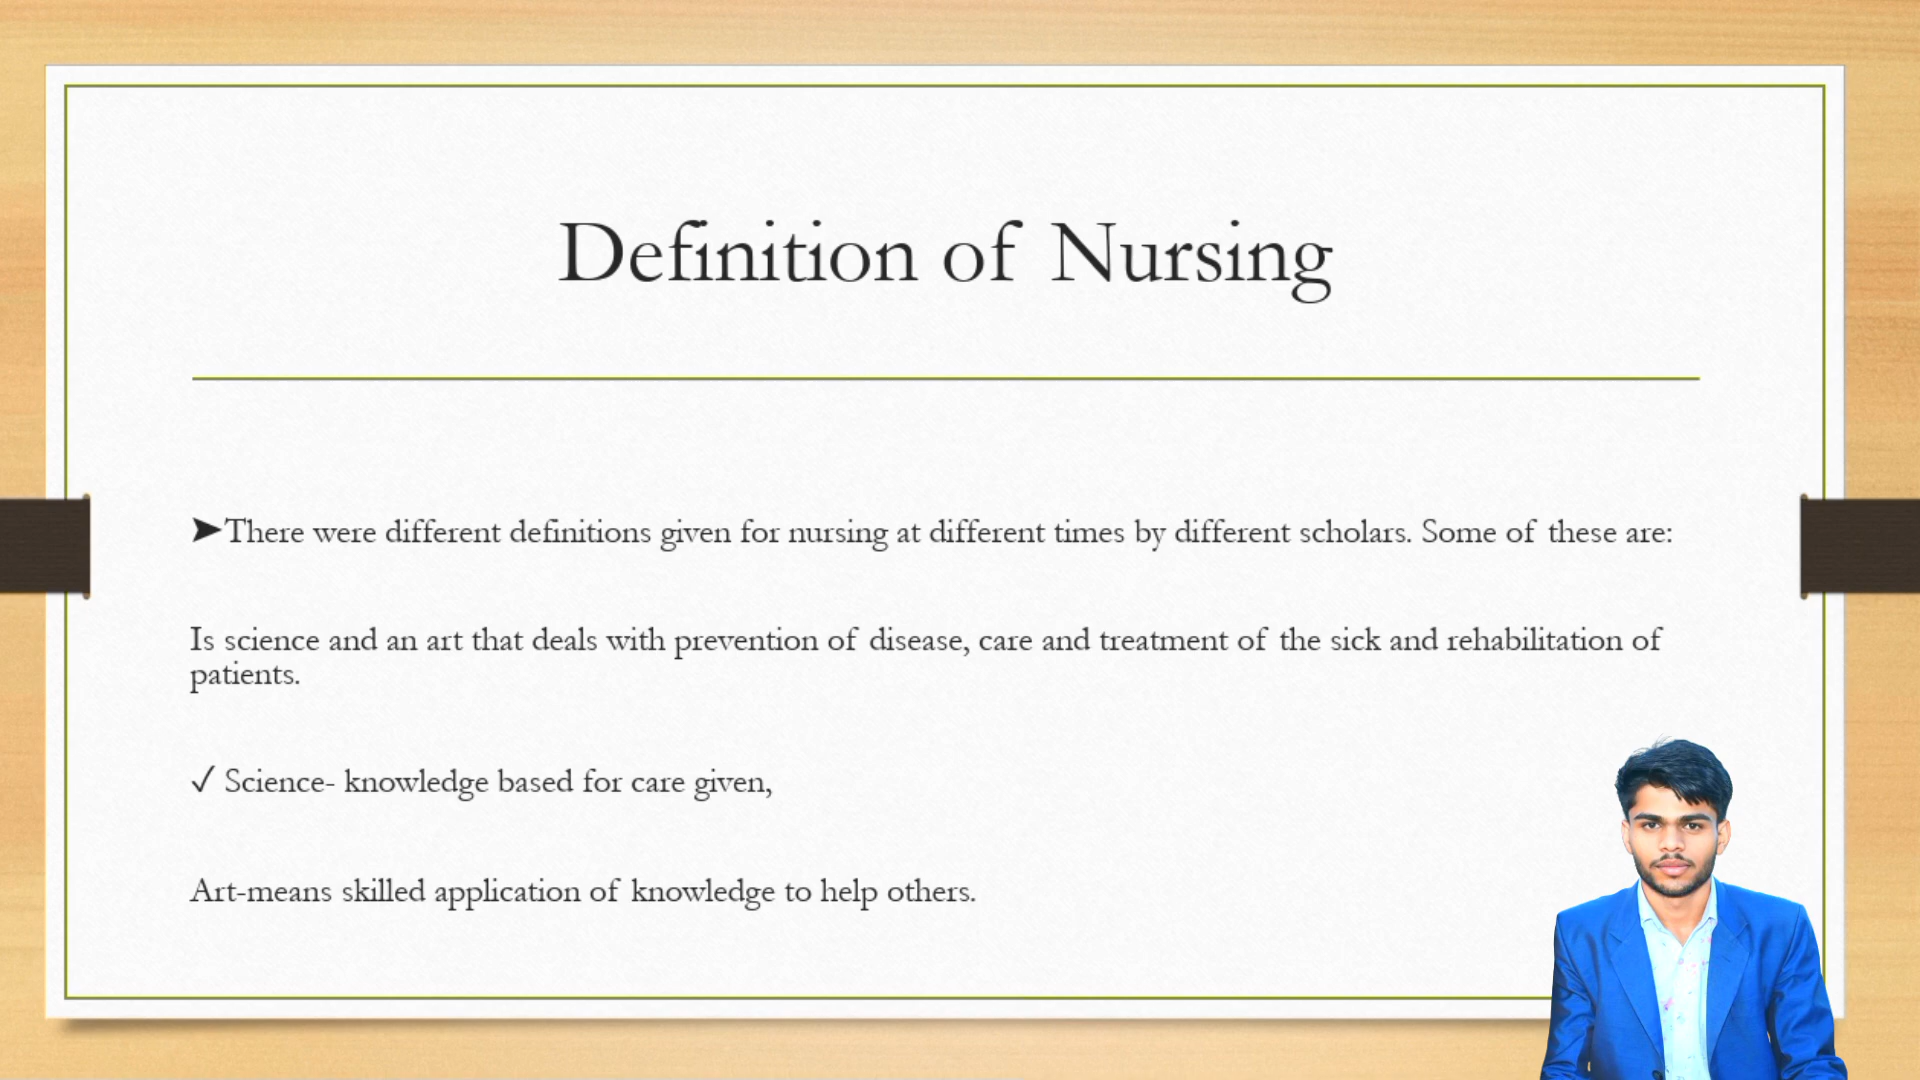 Definition of Nursing
➤There were different definitions given for nursing at different times by different scholars. Some of these are:
Is science and an art that deals with prevention of disease, care and treatment of the sick and rehabilitation of
patients.
✓ Science- knowledge based for care given,
Art-means skilled application of knowledge to help others.